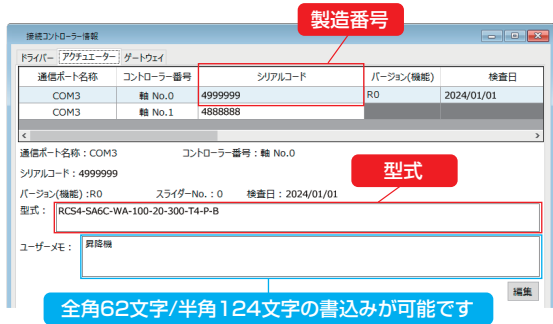 製造番号
接続コントローラー情報
ドライバー アクチュエーター ゲートウェイ
通信ポート名称 コントローラー番号 シリアルコード バージョン(機能) 検査日
COM3 軸 No.0 4999999 R0 2024/01/01
COM3 軸 No.1 4888888
通信ポート名称：COM3 コントローラー番号：軸 No.0
シリアルコード：4999999
型式
バージョン(機能) :R0 スライダーNo.：0 検査日：2024/01/01
型式： RCS4-SA6C-WA-100-20-300-T4-P-B
ユーザーメモ： 昇降機
編集
全角62文字/半角124文字の書込みが可能です